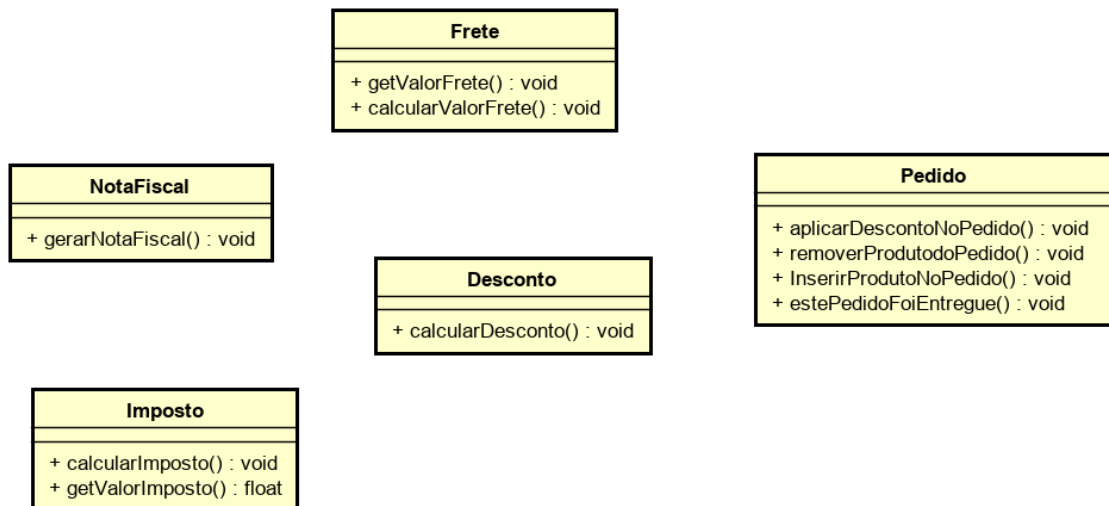 Frete
+ getValorFrete() : void
+ calcularValorFrete() : void
NotaFiscal
+ gerarNotaFiscal() : void
Pedido
+ aplicarDescontoNoPedido() : void
+ removerProdutodoPedido() : void
+ InserirProdutoNoPedido() : void
+ estePedidoFoiEntregue() : void
Desconto
+ calcularDesconto() : void
Imposto
+ calcularImposto() : void
+ getValorImposto() : float